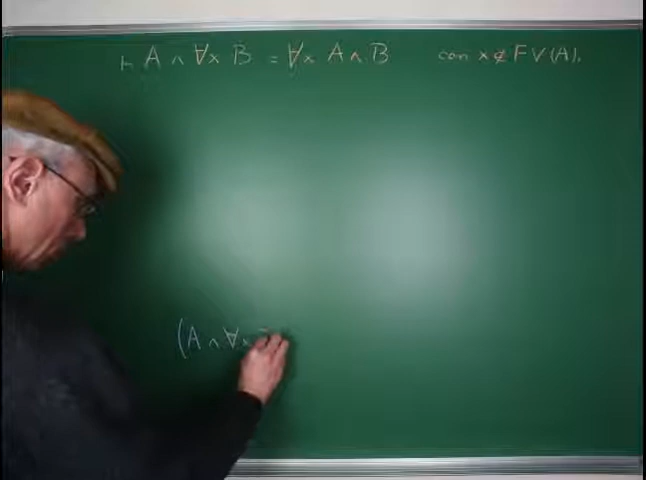 ⊢ A ∧ ∀x B = ∀x A ∧ B con x ∉ FV(A).
(A ∧ ∀x